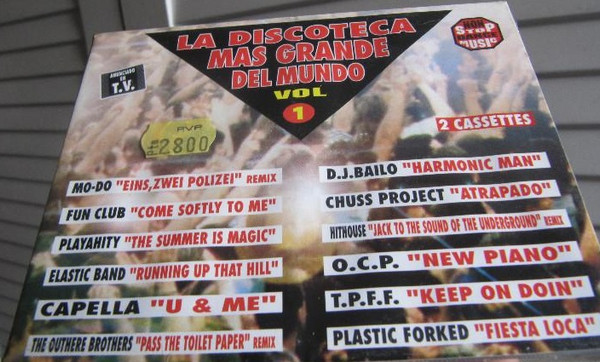 LA DISCOTECA
MAS GRANDE
DEL MUNDO
VOL
1
NON
STOP
MUSIC
ANUNCIADO
EN
T.V.
PVP
Pts 2800
2 CASSETTES
MO-DO "EINS,ZWEI POLIZEI" REMIX
FUN CLUB "COME SOFTLY TO ME"
PLAYAHITY "THE SUMMER IS MAGIC"
ELASTIC BAND "RUNNING UP THAT HILL"
CAPELLA "U & ME"
THE OUTHERE BROTHERS "PASS THE TOILET PAPER" REMIX
D.J.BAILO "HARMONIC MAN"
CHUSS PROJECT "ATRAPADO"
HITHOUSE "JACK TO THE SOUND OF THE UNDERGROUND" REMIX
O.C.P. "NEW PIANO"
T.P.F.F. "KEEP ON DOIN"
PLASTIC FORKED "FIESTA LOCA"